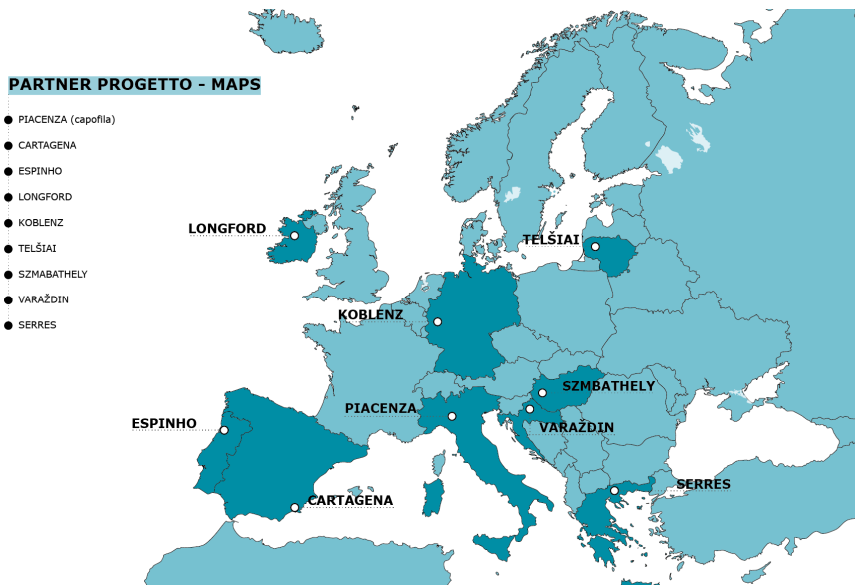 PARTNER PROGETTO - MAPS
PIACENZA (capofila)
CARTAGENA
ESPINHO
LONGFORD
KOBLENZ
TELŠIAI
SZMABATHELY
VARAŽDIN
SERRES
LONGFORD
TELŠIAI
KOBLENZ
SZMBATHELY
PIACENZA
VARAŽDIN
ESPINHO
SERRES
CARTAGENA